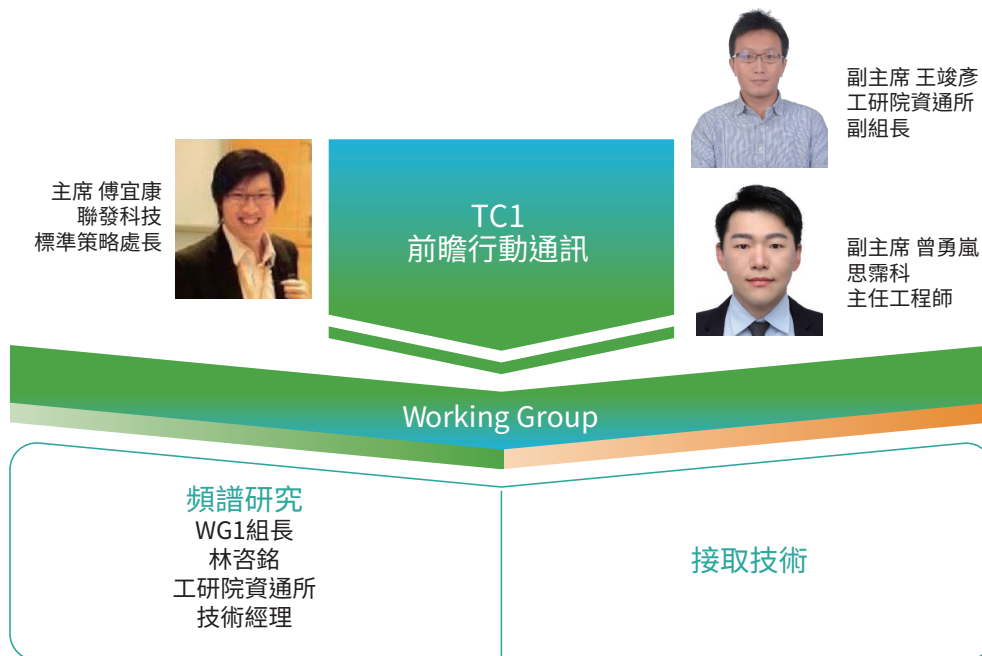 主席 傅宜康
聯發科技
標準策略處長
TC1
前瞻行動通訊
副主席 王竣彥
工研院資通所
副組長
副主席 曾勇嵐
思霈科
主任工程師
Working Group
頻譜研究
WG1組長
林咨銘
工研院資通所
技術經理
接取技術